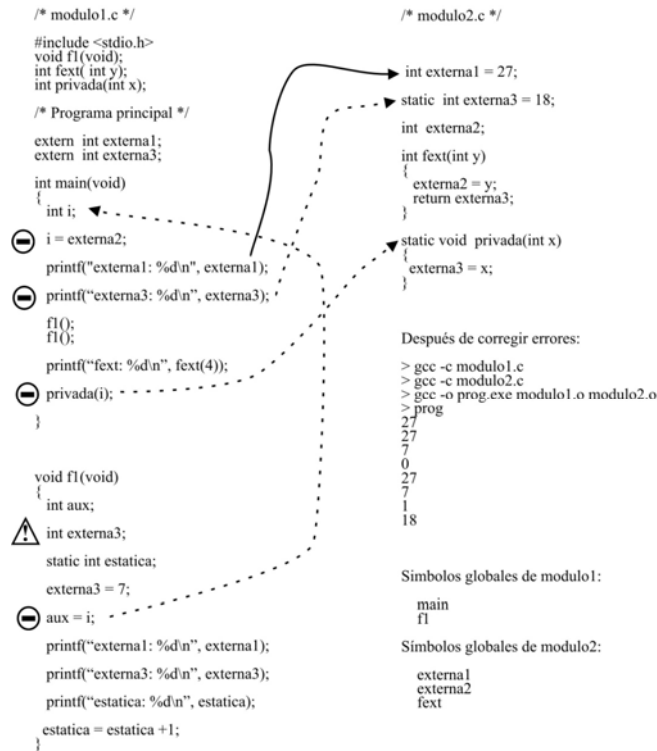 /* modulo1.c */
#include <stdio.h>
void f1(void);
int fext( int y);
int privada(int x);
/* Programa principal */
extern int externa1;
extern int externa3;
int main(void)
{
int i;
i = externa2;
printf("externa1: %d\n", externa1);
printf(“externa3: %d\n”, externa3);
f1();
f1();
printf(“fext: %d\n”, fext(4));
privada(i);
}
void f1(void)
{
int aux;
int externa3;
static int estatica;
externa3 = 7;
aux = i;
printf(“externa1: %d\n”, externa1);
printf(“externa3: %d\n”, externa3);
printf(“estatica: %d\n”, estatica);
estatica = estatica +1;
}
/* modulo2.c */
int externa1 = 27;
static int externa3 = 18;
int externa2;
int fext(int y)
{
externa2 = y;
return externa3;
}
static void privada(int x)
{
externa3 = x;
}
Después de corregir errores:
> gcc -c modulo1.c
> gcc -c modulo2.c
> gcc -o prog.exe modulo1.o modulo2.o
> prog
27
27
7
0
27
7
1
18
Simbolos globales de modulo1:
main
f1
Símbolos globales de modulo2:
externa1
externa2
fext